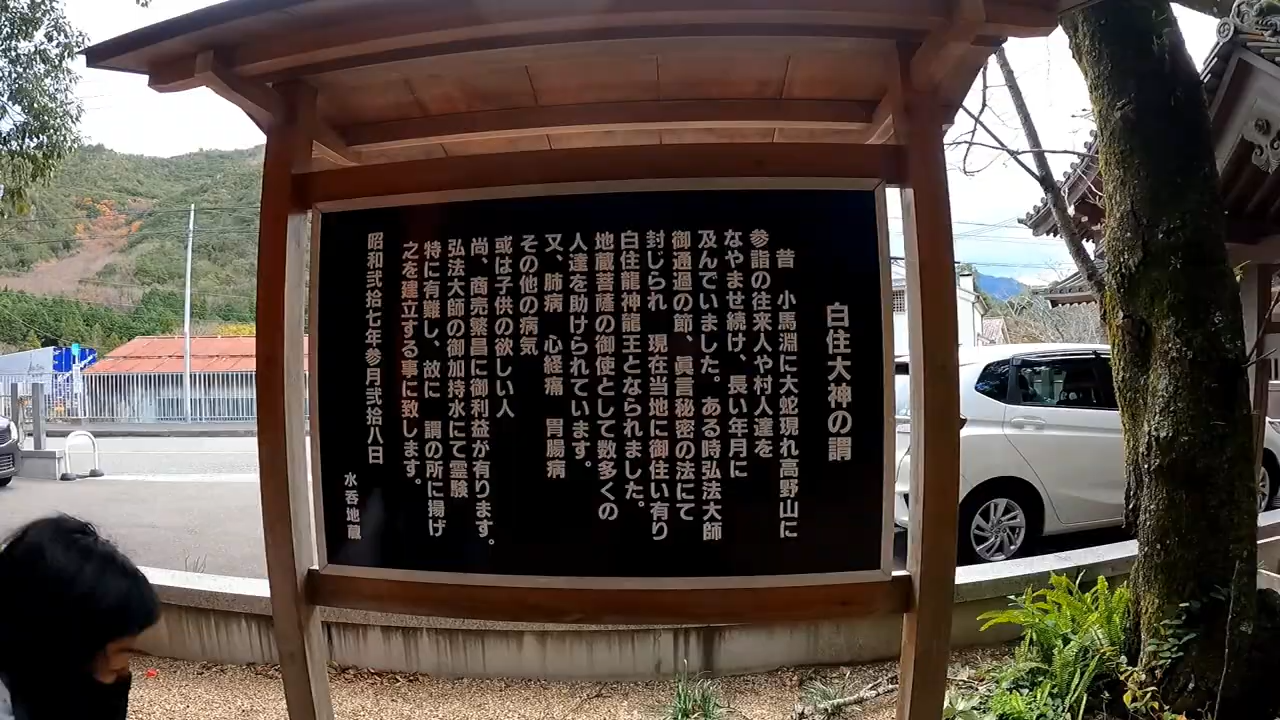 白住大神の謂
昔　小馬淵に大蛇現れ高野山に
参詣の往来人や村人達を
なやませ続け、長い年月に
及んでいました。ある時弘法大師
御通過の節、眞言秘密の法にて
封じられ　現在当地に御住い有り
白住龍神龍王となられました。
地蔵菩薩の御使として数多くの
人達を助けられています。
又、肺病　心経痛　胃腸病
その他の病気
或は子供の欲しい人
尚、商売繁昌に御利益が有ります。
弘法大師の御加持水にて霊験
特に有難し、故に　謂の所に揚げ
之を建立する事に致します。
昭和弐拾七年参月弐拾八日
水呑地蔵